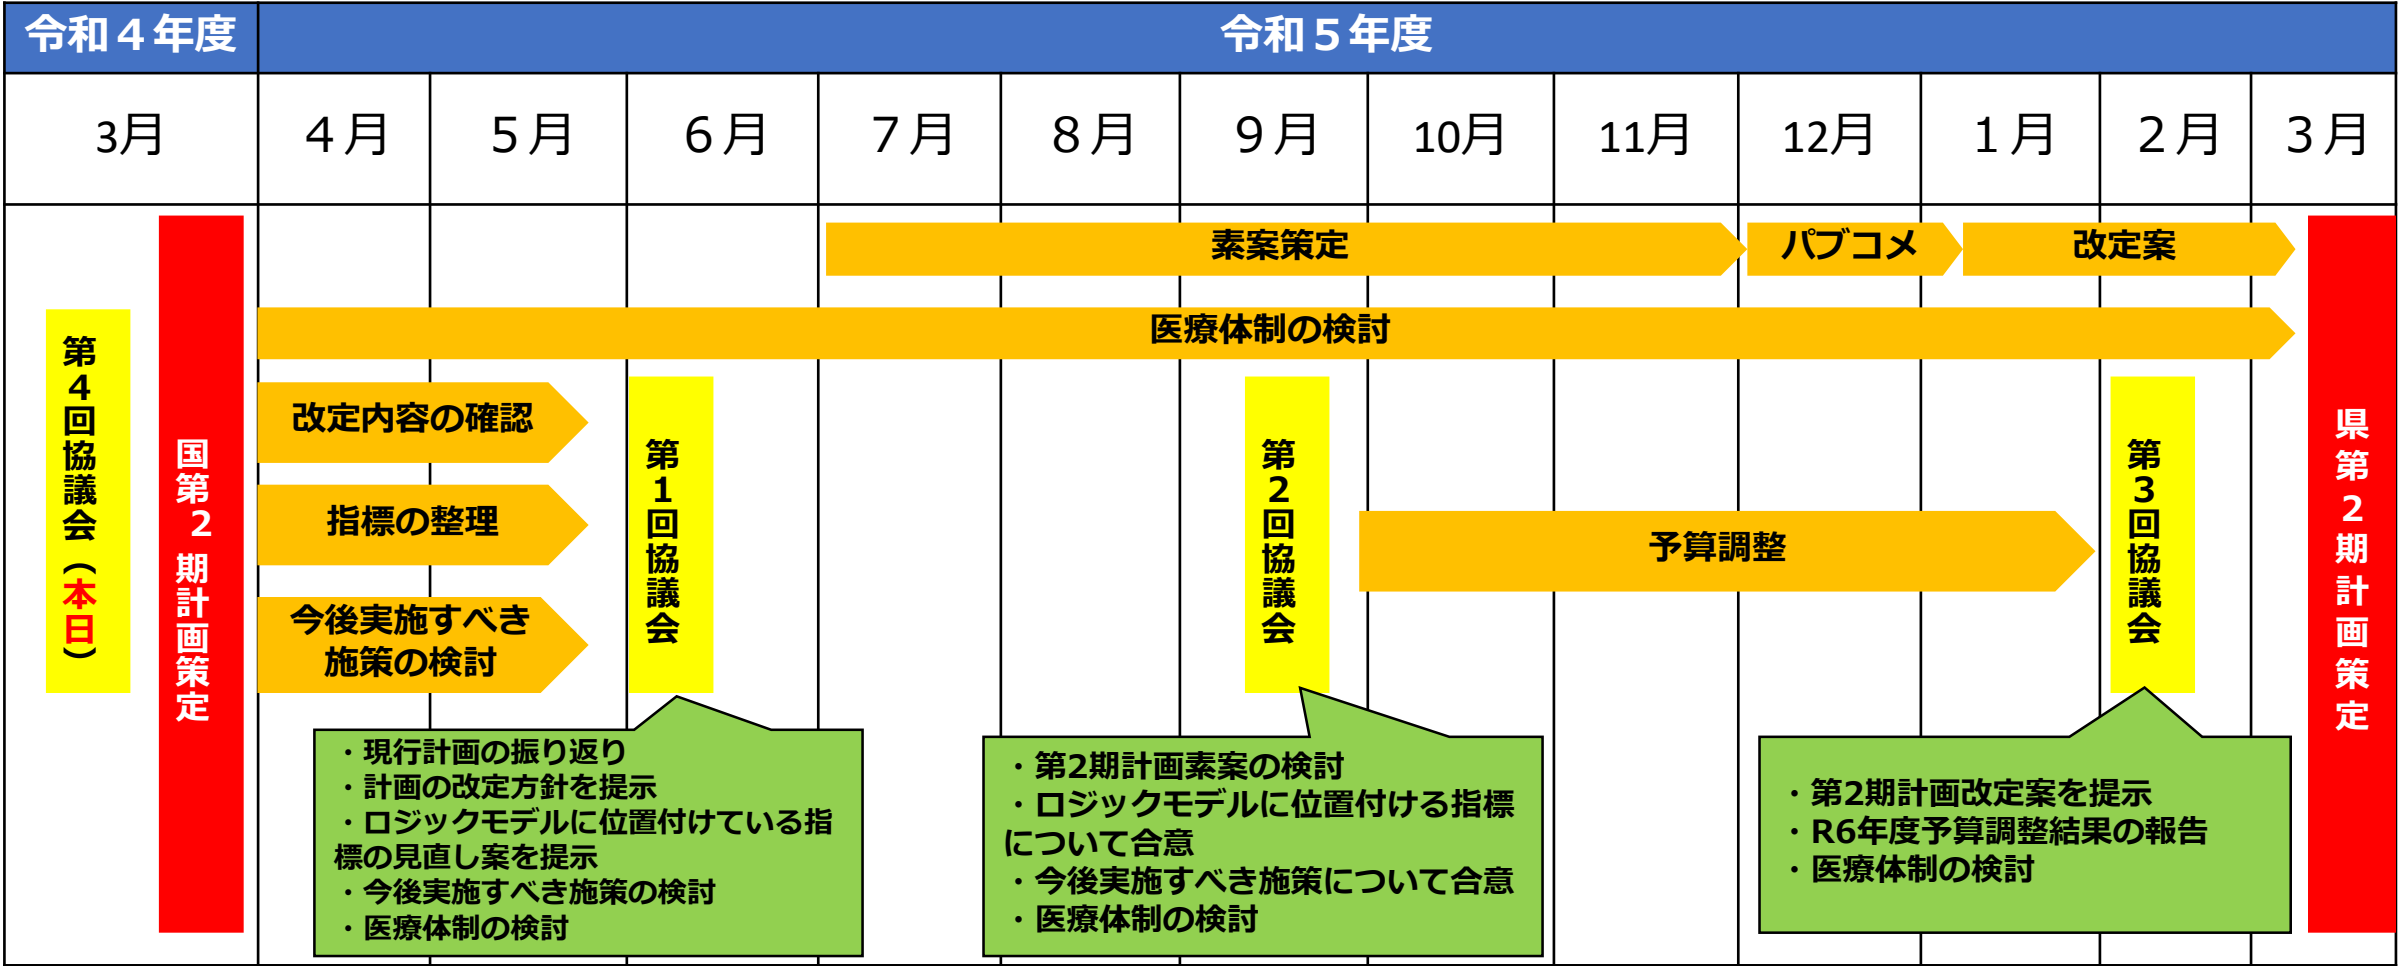 令和４年度
令和５年度
3月
４月
５月
６月
７月
８月
９月
10月
11月
12月
１月
２月
３月
素案策定
パブコメ
改定案
医療体制の検討
第４回協議会（本日）
国第２期計画策定
改定内容の確認
指標の整理
今後実施すべき
施策の検討
第１回協議会
第２回協議会
予算調整
第３回協議会
県第２期計画策定
・現行計画の振り返り
・計画の改定方針を提示
・ロジックモデルに位置付けている指
標の見直し案を提示
・今後実施すべき施策の検討
・医療体制の検討
・第2期計画素案の検討
・ロジックモデルに位置付ける指標
について合意
・今後実施すべき施策について合意
・医療体制の検討
・第2期計画改定案を提示
・R6年度予算調整結果の報告
・医療体制の検討